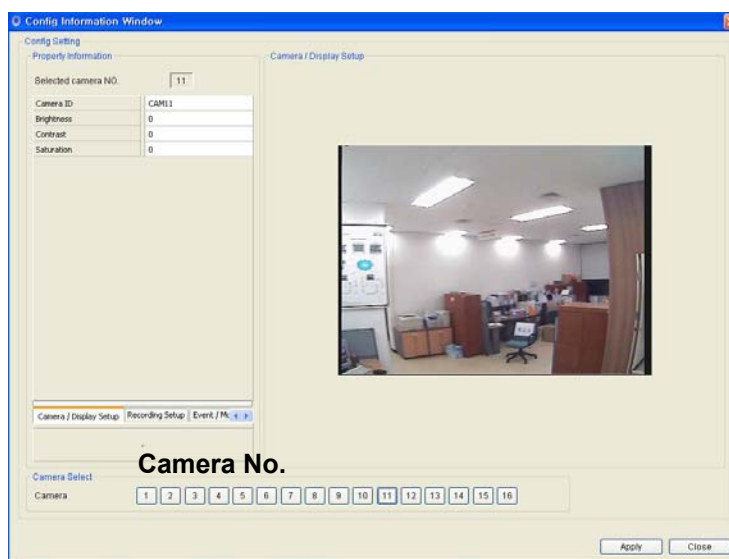 Config Information Window
Config Setting
Property Information
Camera / Display Setup
Selected camera NO. 11
Camera ID CAM11
Brightness 0
Contrast 0
Saturation 0
Camera / Display Setup Recording Setup Event /
Camera No.
Camera Select
Camera 1 2 3 4 5 6 7 8 9 10 11 12 13 14 15 16
Apply Close